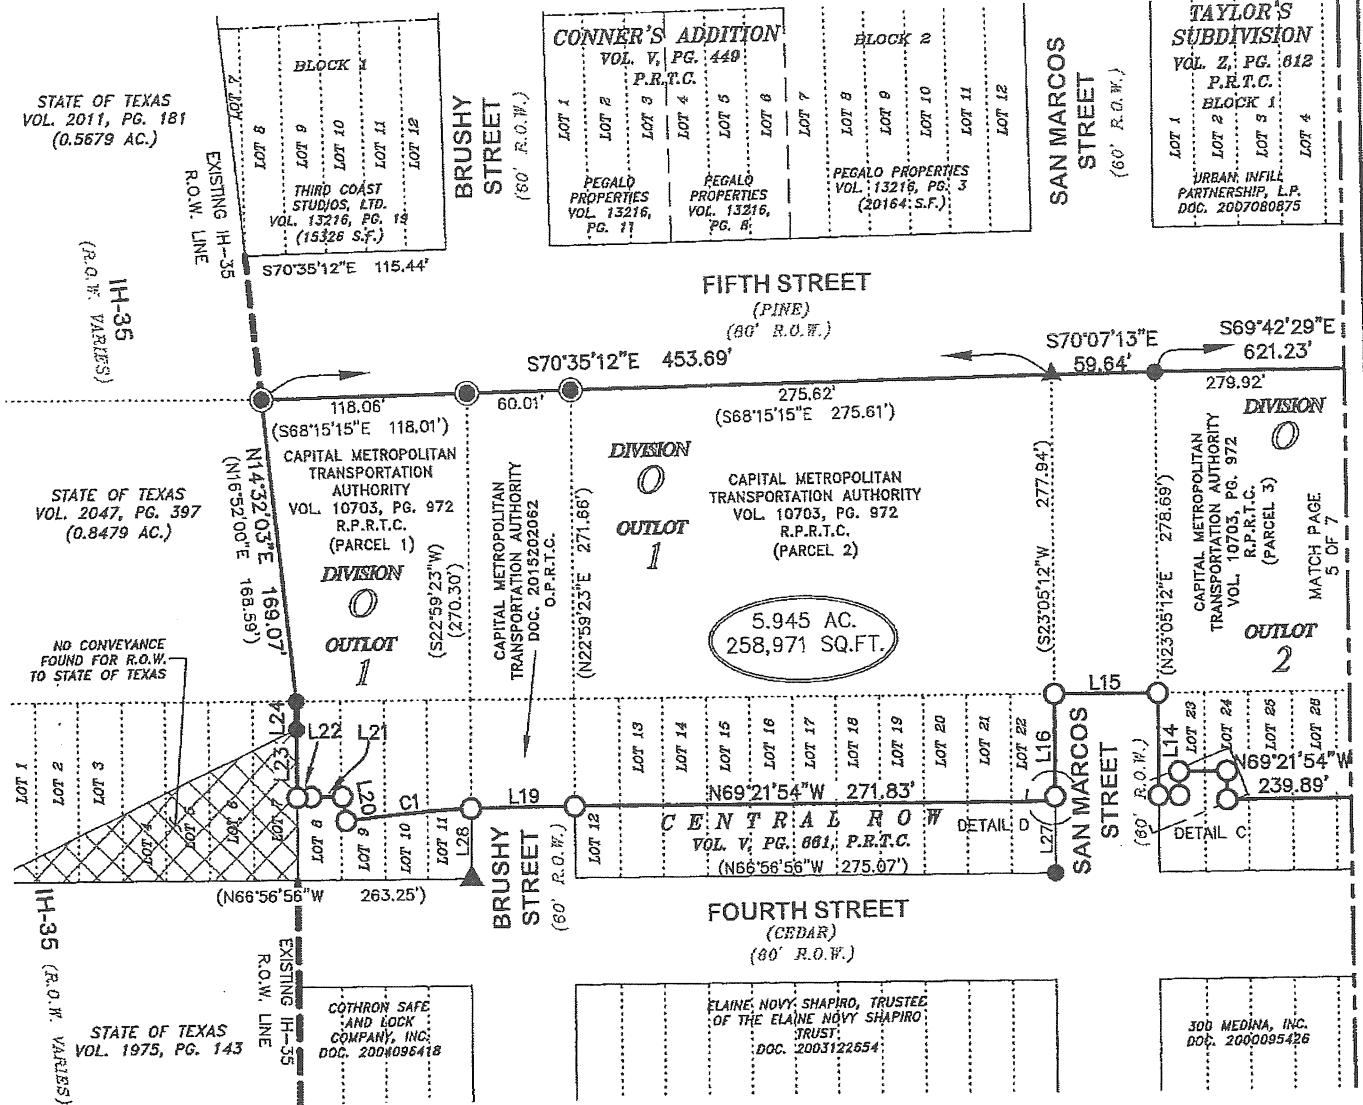 STATE OF TEXAS
VOL. 2011, PG. 181
(0.5679 AC.)
EXISTING IH-35
R.O.W. LINE
IH-35
(R.O.W. VARIES)
BLOCK 1
LOT 8
LOT 9
LOT 10
LOT 11
LOT 12
THIRD COAST
STUDIOS, LTD.
VOL. 13216, PG. 19
(15326 S.F.)
S70°35'12"E 115.44'
BRUSHY
STREET
(60' R.O.W.)
CONNER'S ADDITION
VOL. V, PG. 449
P.R.T.C.
LOT 1
LOT 2
LOT 3
LOT 4
LOT 5
LOT 6
LOT 7
LOT 8
LOT 9
LOT 10
LOT 11
LOT 12
BLOCK 2
PEGALO
PROPERTIES
VOL. 13216,
PG. 11
PEGALO
PROPERTIES
VOL. 13216,
PG. 8
PEGALO PROPERTIES
VOL. 13216, PG. 3
(20164 S.F.)
SAN MARCOS
STREET
(60' R.O.W.)
TAYLOR'S
SUBDIVISION
VOL. Z, PG. 612
P.R.T.C.
BLOCK 1
LOT 1
LOT 2
LOT 3
LOT 4
URBAN INFILL
PARTNERSHIP, L.P.
DOC. 2007080875
FIFTH STREET
(PINE)
(80' R.O.W.)
S70°35'12"E 453.69'
S70°07'13"E
59.64'
S69°42'29"E
621.23'
118.06'
(S68°15'15"E 118.01')
60.01'
275.62'
(S68°15'15"E 275.61')
279.92'
STATE OF TEXAS
VOL. 2047, PG. 397
(0.8479 AC.)
N14°32'03"E 169.07'
(N16°52'00"E 168.59')
CAPITAL METROPOLITAN
TRANSPORTATION
AUTHORITY
VOL. 10703, PG. 972
R.P.R.T.C.
(PARCEL 1)
DIVISION
O
OUTLOT
1
(S22°59'23"W
(270.30')
CAPITAL METROPOLITAN
TRANSPORTATION AUTHORITY
DOC. 2015202062
O.P.R.T.C.
(N22°59'23"E 271.66')
DIVISION
O
OUTLOT
1
CAPITAL METROPOLITAN
TRANSPORTATION AUTHORITY
VOL. 10703, PG. 972
R.P.R.T.C.
(PARCEL 2)
5.945 AC.
258,971 SQ.FT.
(S23°05'12"W 277.94')
(N23°05'12"E 278.69')
CAPITAL METROPOLITAN
TRANSPORTATION AUTHORITY
VOL. 10703, PG. 972
R.P.R.T.C.
(PARCEL 3)
DIVISION
O
OUTLOT
2
MATCH PAGE
5 OF 7
NO CONVEYANCE
FOUND FOR R.O.W.
TO STATE OF TEXAS
L24
L23
L22
L21
L20
C1
L19
L28
L15
L16
L14
L27
LOT 1
LOT 2
LOT 3
LOT 4
LOT 5
LOT 6
LOT 7
LOT 8
LOT 9
LOT 10
LOT 11
LOT 12
LOT 13
LOT 14
LOT 15
LOT 16
LOT 17
LOT 18
LOT 19
LOT 20
LOT 21
LOT 22
LOT 23
LOT 24
LOT 25
LOT 26
N69°21'54"W 271.83'
CENTRAL ROW
VOL. V, PG. 661, P.R.T.C.
(N66°56'56"W 275.07')
DETAIL D
SAN MARCOS
STREET
(60' R.O.W.)
DETAIL C
N69°21'54"W
239.89'
(N66°56'56"W 263.25')
BRUSHY
STREET
(60' R.O.W.)
FOURTH STREET
(CEDAR)
(80' R.O.W.)
IH-35
(R.O.W. VARIES)
EXISTING IH-35
R.O.W. LINE
STATE OF TEXAS
VOL. 1975, PG. 143
COTHRON SAFE
AND LOCK
COMPANY, INC.
DOC. 2004096418
ELAINE NOVY SHAPIRO, TRUSTEE
OF THE ELAINE NOVY SHAPIRO
TRUST
DOC. 2003122654
300 MEDINA, INC.
DOC. 2000095426